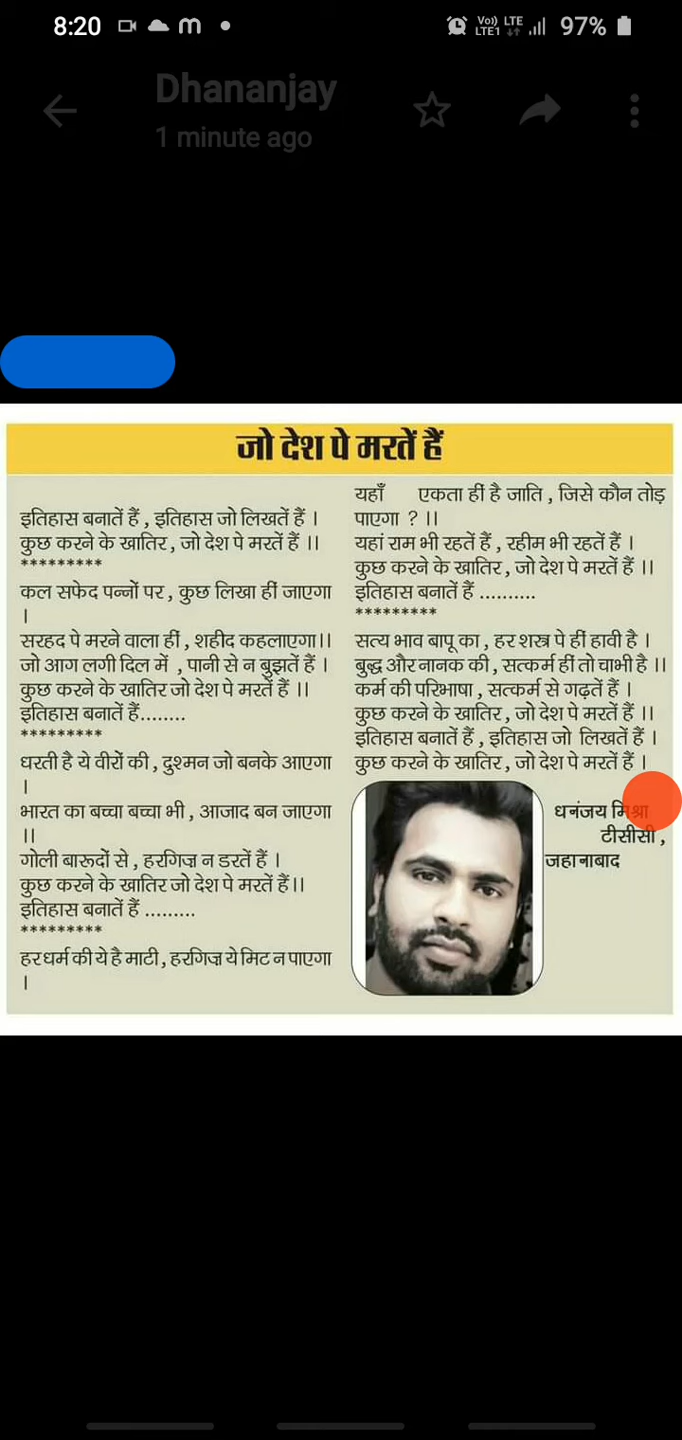 8:20
Vo) LTE
LTE1
97%
Dhananjay
1 minute ago
जो देश पे मरतें हैं
इतिहास बनातें हैं , इतिहास जो लिखतें हैं ।
कुछ करने के खातिर , जो देश पे मरतें हैं ।।
*********
कल सफेद पन्नों पर , कुछ लिखा हीं जाएगा
।
सरहद पे मरने वाला हीं , शहीद कहलाएगा।।
जो आग लगी दिल में , पानी से न बुझतें हैं ।
कुछ करने के खातिर जो देश पे मरतें हैं ।।
इतिहास बनातें हैं........
*********
धरती है ये वीरों की , दुश्मन जो बनके आएगा
।
भारत का बच्चा बच्चा भी , आजाद बन जाएगा
।।
गोली बारूदों से , हरगिज़ न डरतें हैं ।
कुछ करने के खातिर जो देश पे मरतें हैं।।
इतिहास बनातें हैं .........
*********
हर धर्म की ये है माटी , हरगिज़ ये मिट न पाएगा
।
यहाँ एकता हीं है जाति , जिसे कौन तोड़
पाएगा ? ।।
यहां राम भी रहतें हैं , रहीम भी रहतें हैं ।
कुछ करने के खातिर , जो देश पे मरतें हैं ।।
इतिहास बनातें हैं ..........
*********
सत्य भाव बापू का , हर शस्त्र पे हीं हावी है ।
बुद्ध और नानक की , सत्कर्म हीं तो चाभी है ।।
कर्म की परिभाषा , सत्कर्म से गढ़तें हैं ।
कुछ करने के खातिर , जो देश पे मरतें हैं ।।
इतिहास बनातें हैं , इतिहास जो लिखतें हैं ।
कुछ करने के खातिर , जो देश पे मरतें हैं ।
धनंजय मिश्रा
टीसीसी ,
जहानाबाद